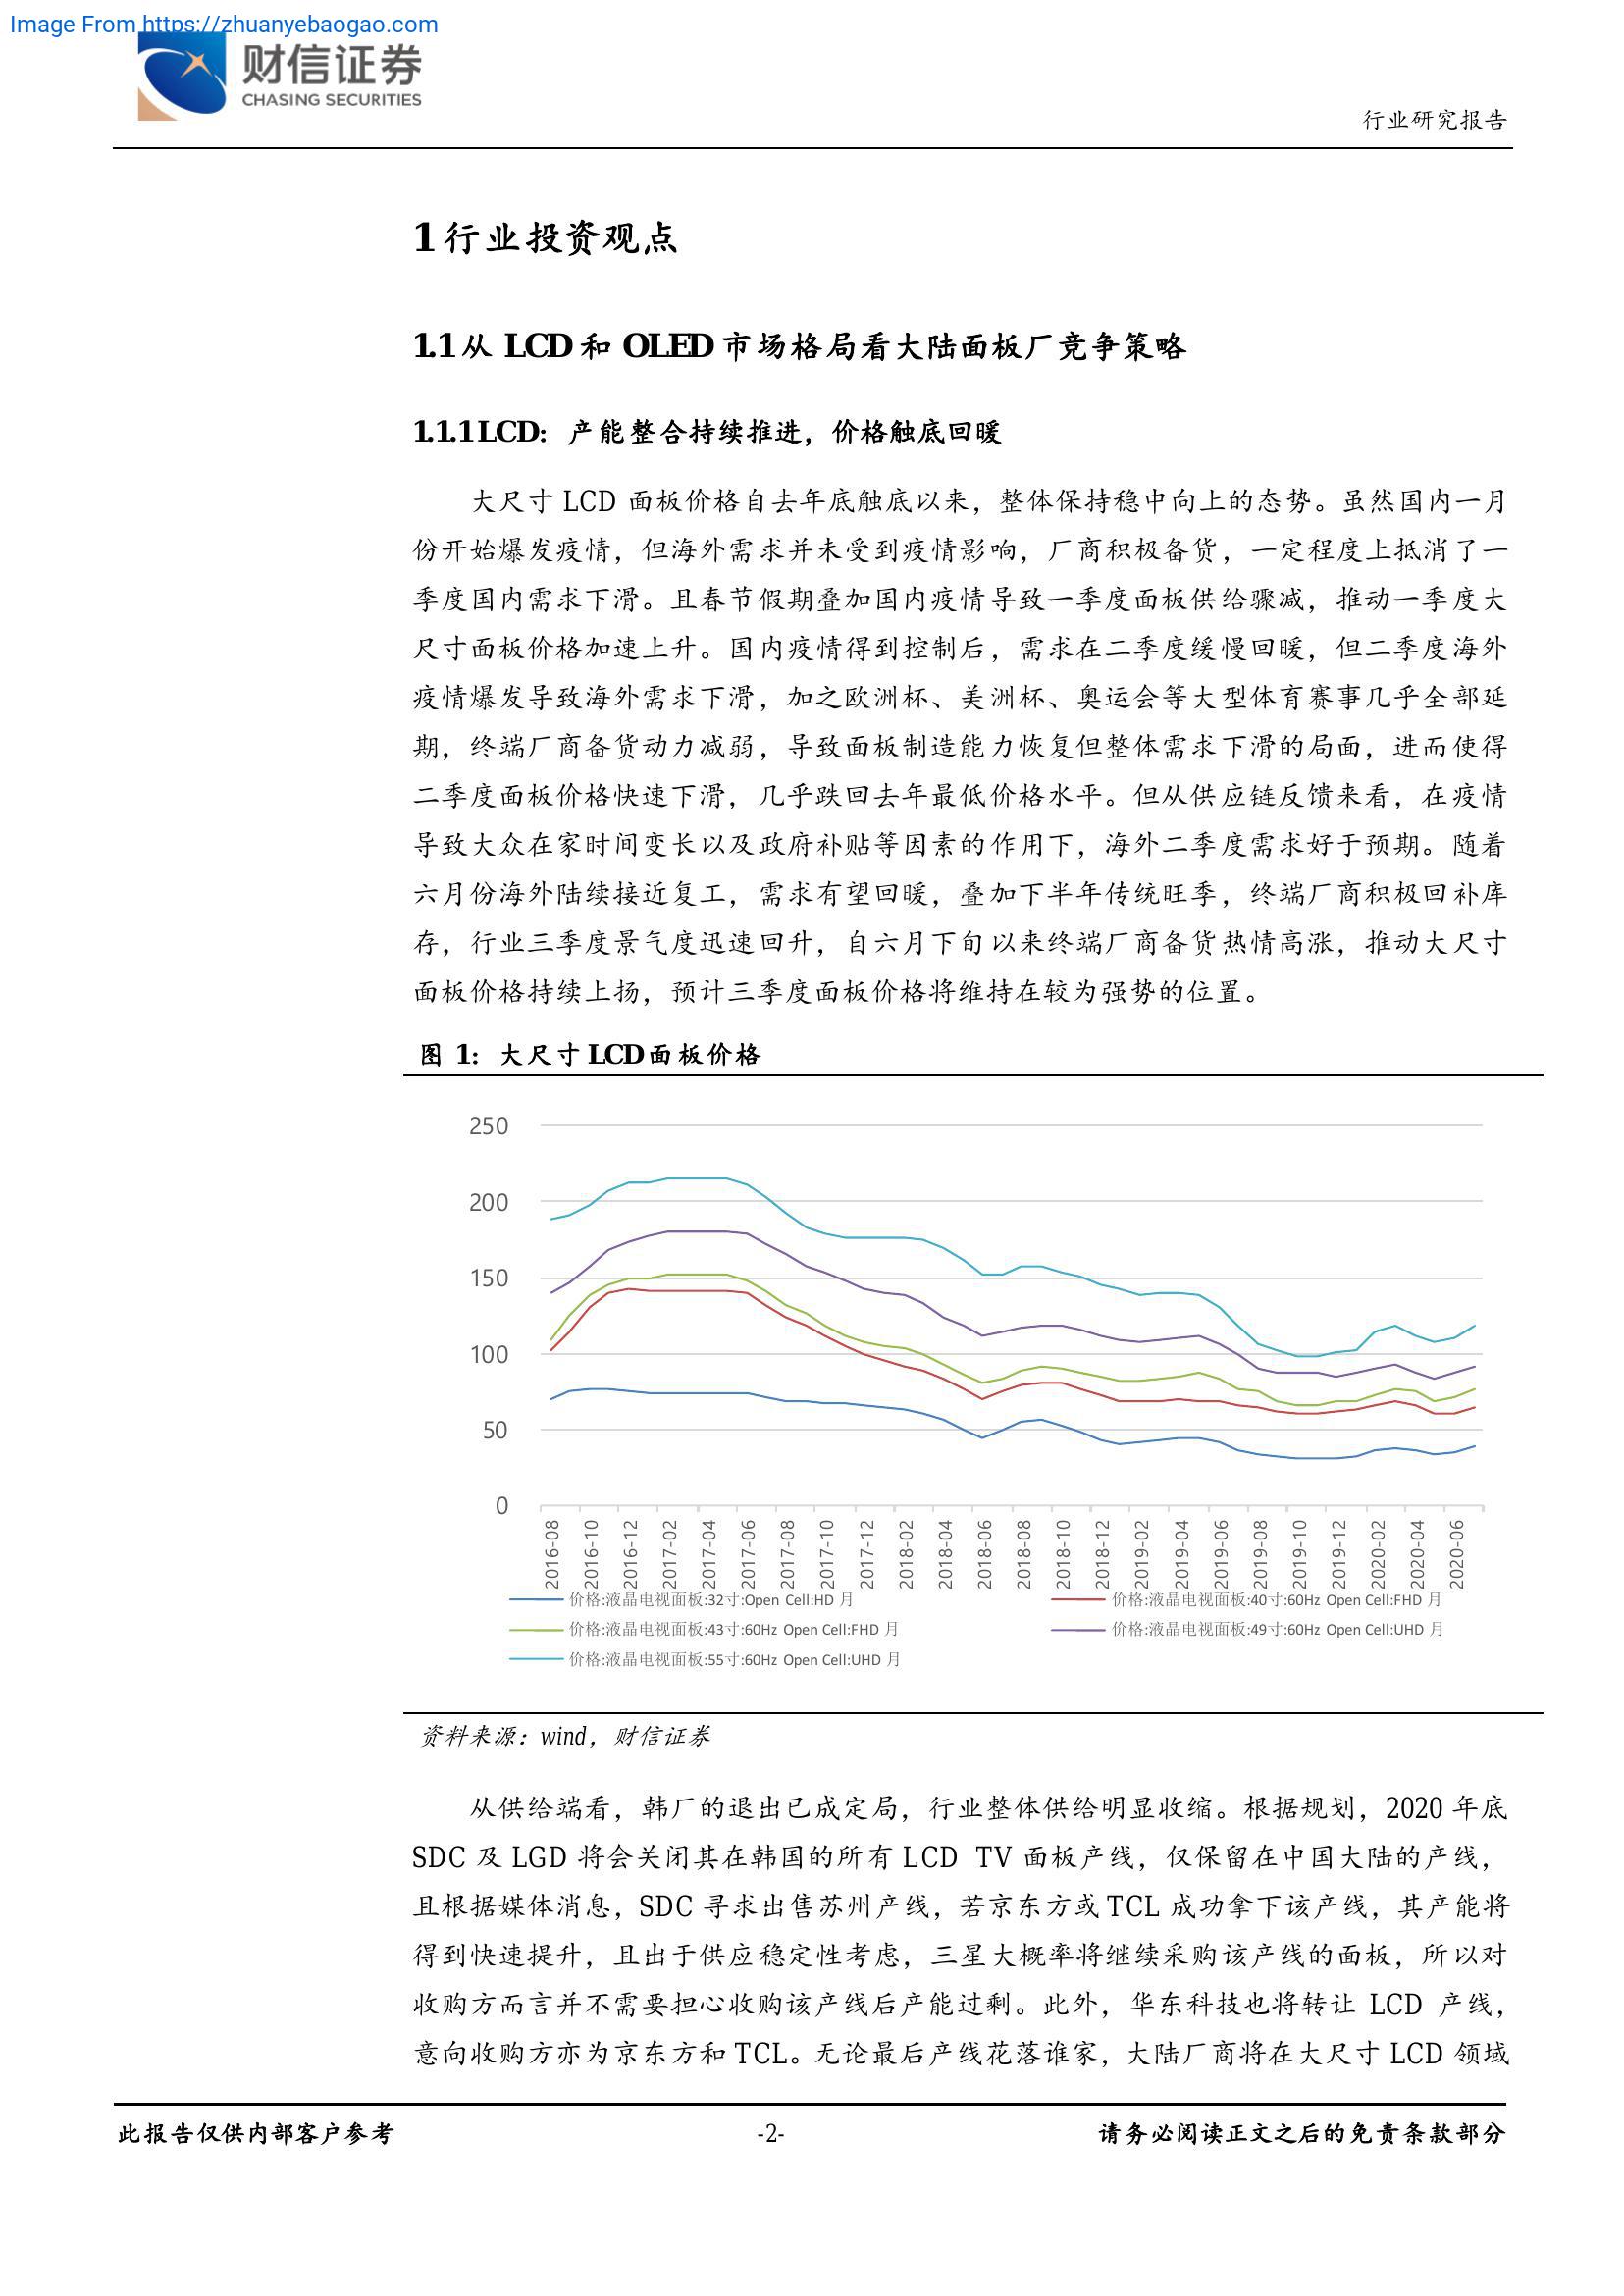 Image From https://zhuanyebaogao.com
财信证券
CHASING SECURITIES
行业研究报告
1 行业投资观点
1.1 从 LCD 和 OLED 市场格局看大陆面板厂竞争策略
1.1.1 LCD：产能整合持续推进，价格触底回暖
大尺寸 LCD 面板价格自去年底触底以来，整体保持稳中向上的态势。虽然国内一月
份开始爆发疫情，但海外需求并未受到疫情影响，厂商积极备货，一定程度上抵消了一
季度国内需求下滑。且春节假期叠加国内疫情导致一季度面板供给骤减，推动一季度大
尺寸面板价格加速上升。国内疫情得到控制后，需求在二季度缓慢回暖，但二季度海外
疫情爆发导致海外需求下滑，加之欧洲杯、美洲杯、奥运会等大型体育赛事几乎全部延
期，终端厂商备货动力减弱，导致面板制造能力恢复但整体需求下滑的局面，进而使得
二季度面板价格快速下滑，几乎跌回去年最低价格水平。但从供应链反馈来看，在疫情
导致大众在家时间变长以及政府补贴等因素的作用下，海外二季度需求好于预期。随着
六月份海外陆续接近复工，需求有望回暖，叠加下半年传统旺季，终端厂商积极回补库
存，行业三季度景气度迅速回升，自六月下旬以来终端厂商备货热情高涨，推动大尺寸
面板价格持续上扬，预计三季度面板价格将维持在较为强势的位置。
图 1：大尺寸 LCD 面板价格
250
200
150
100
50
0
2016-08 2016-10 2016-12 2017-02 2017-04 2017-06 2017-08 2017-10 2017-12 2018-02 2018-04 2018-06 2018-08 2018-10 2018-12 2019-02 2019-04 2019-06 2019-08 2019-10 2019-12 2020-02 2020-04 2020-06
价格:液晶电视面板:32寸:Open Cell:HD 月 价格:液晶电视面板:40寸:60Hz Open Cell:FHD 月
价格:液晶电视面板:43寸:60Hz Open Cell:FHD 月 价格:液晶电视面板:49寸:60Hz Open Cell:UHD 月
价格:液晶电视面板:55寸:60Hz Open Cell:UHD 月
资料来源：wind，财信证券
从供给端看，韩厂的退出已成定局，行业整体供给明显收缩。根据规划，2020 年底
SDC 及 LGD 将会关闭其在韩国的所有 LCD TV 面板产线，仅保留在中国大陆的产线，
且根据媒体消息，SDC 寻求出售苏州产线，若京东方或 TCL 成功拿下该产线，其产能将
得到快速提升，且出于供应稳定性考虑，三星大概率将继续采购该产线的面板，所以对
收购方而言并不需要担心收购该产线后产能过剩。此外，华东科技也将转让 LCD 产线，
意向收购方亦为京东方和 TCL。无论最后产线花落谁家，大陆厂商将在大尺寸 LCD 领域
此报告仅供内部客户参考
-2-
请务必阅读正文之后的免责条款部分